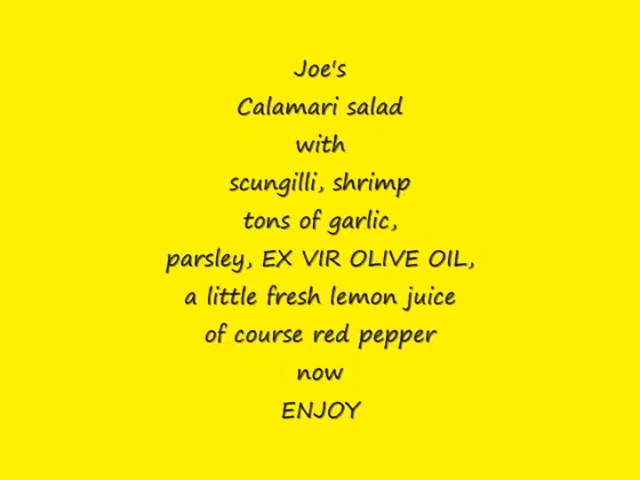 Joe's
Calamari salad
with
scungilli, shrimp
tons of garlic,
parsley, EX VIR OLIVE OIL,
a little fresh lemon juice
of course red pepper
now
ENJOY